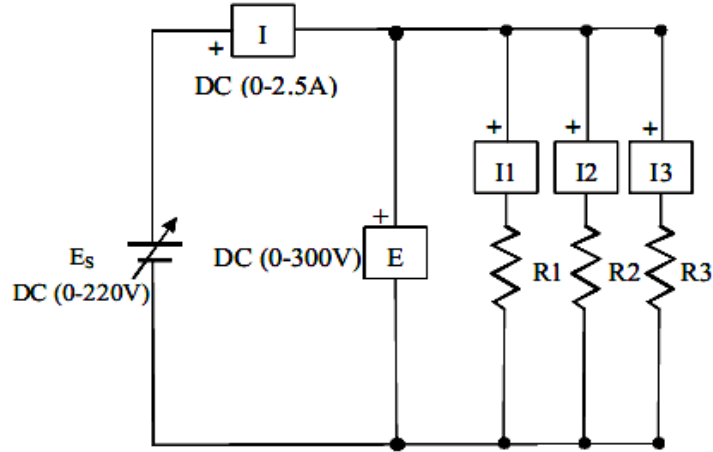 I
+
DC (0-2.5A)
+ + +
I1 I2 I3
+
Es
DC (0-300V) E
R1 R2 R3
DC (0-220V)